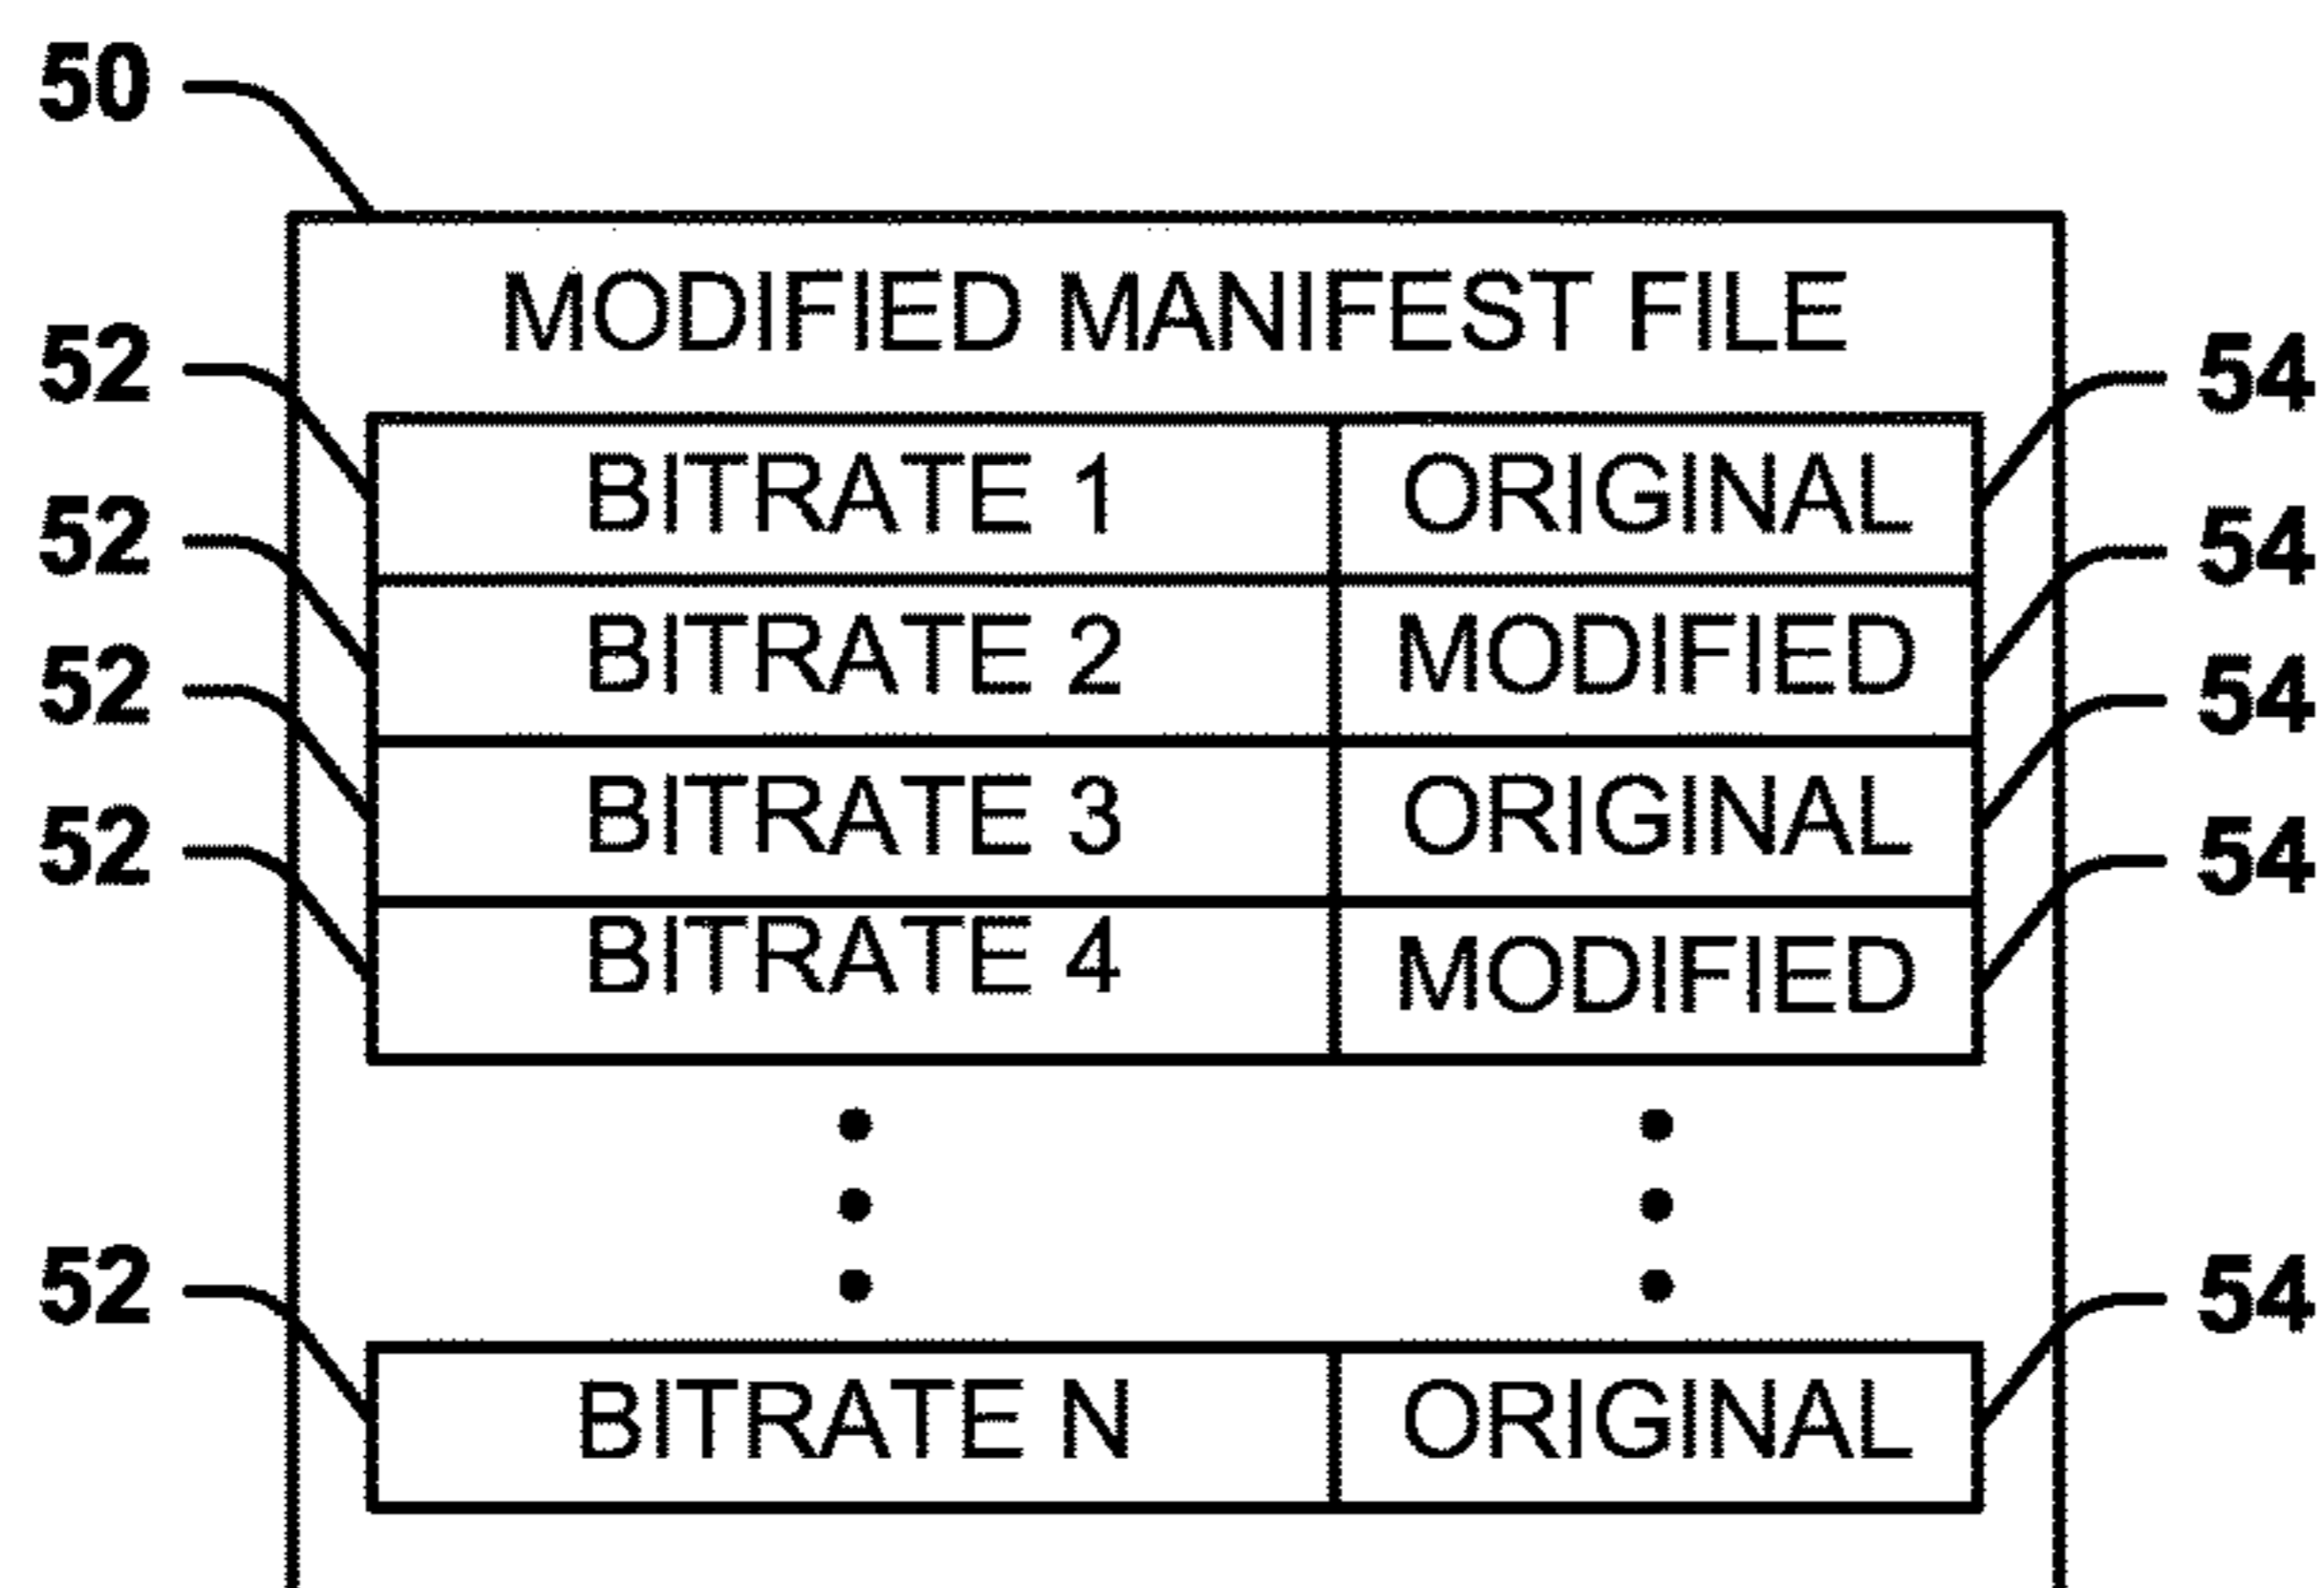 50
MODIFIED MANIFEST FILE
52 BITRATE 1 ORIGINAL 54
52 BITRATE 2 MODIFIED 54
52 BITRATE 3 ORIGINAL 54
52 BITRATE 4 MODIFIED 54
52 BITRATE N ORIGINAL 54